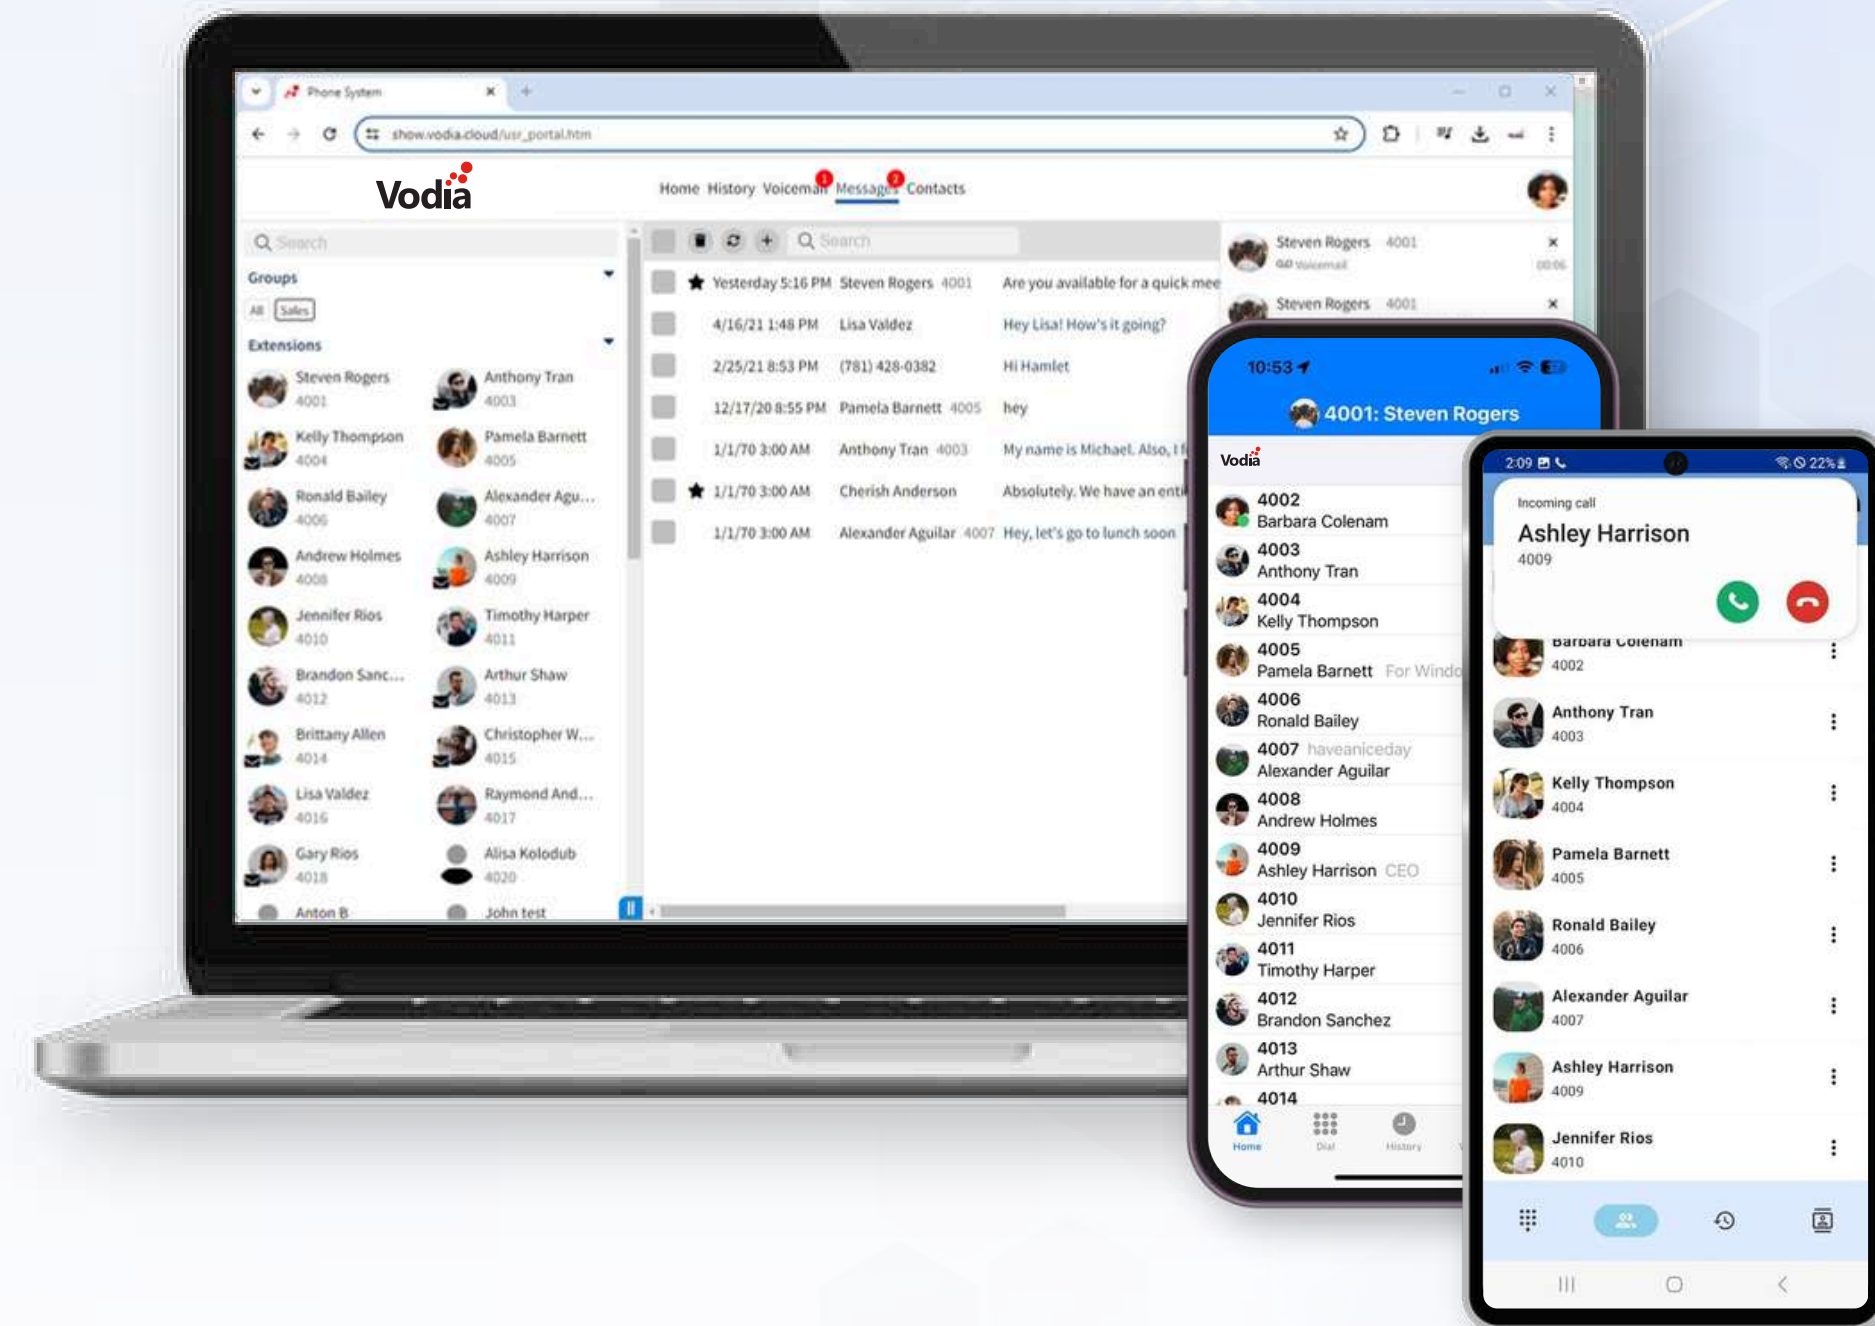 Phone System
show.vodia.cloud/usr_portal.htm
Vodia
Home History Voicemail 1 Messages 2 Contacts
Search
Groups
All Sales
Extensions
Steven Rogers
4001
Anthony Tran
4003
Kelly Thompson
4004
Pamela Barnett
4005
Ronald Bailey
4006
Alexander Agu...
4007
Andrew Holmes
4008
Ashley Harrison
4009
Jennifer Rios
4010
Timothy Harper
4011
Brandon Sanc...
4012
Arthur Shaw
4013
Brittany Allen
4014
Christopher W...
4015
Lisa Valdez
4016
Raymond And...
4017
Gary Rios
4018
Alisa Kolodub
4020
Anton B
John test
Search
Yesterday 5:16 PM Steven Rogers 4001 Are you available for a quick mee
4/16/21 1:48 PM Lisa Valdez Hey Lisa! How's it going?
2/25/21 8:53 PM (781) 428-0382 Hi Hamlet
12/17/20 8:55 PM Pamela Barnett 4005 hey
1/1/70 3:00 AM Anthony Tran 4003 My name is Michael. Also, I
1/1/70 3:00 AM Cherish Anderson Absolutely. We have an enti
1/1/70 3:00 AM Alexander Aguilar 4007 Hey, let's go to lunch soon
Steven Rogers 4001
Voicemail 00:06
Steven Rogers 4001
10:53
4001: Steven Rogers
Vodia
4002
Barbara Colenam
4003
Anthony Tran
4004
Kelly Thompson
4005
Pamela Barnett For Windo
4006
Ronald Bailey
4007 haveaniceday
Alexander Aguilar
4008
Andrew Holmes
4009
Ashley Harrison CEO
4010
Jennifer Rios
4011
Timothy Harper
4012
Brandon Sanchez
4013
Arthur Shaw
4014
Home Dial History
2:09 22%
Incoming call
Ashley Harrison
4009
Barbara Colenam
4002
Anthony Tran
4003
Kelly Thompson
4004
Pamela Barnett
4005
Ronald Bailey
4006
Alexander Aguilar
4007
Ashley Harrison
4009
Jennifer Rios
4010